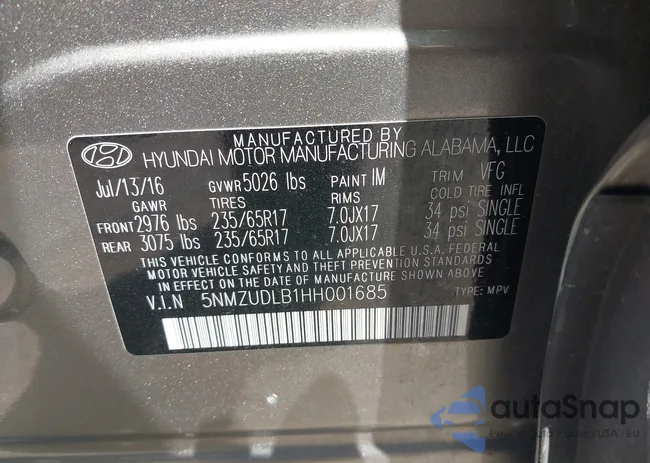 MANUFACTURED BY
HYUNDAI MOTOR MANUFACTURING ALABAMA, LLC
Jul/13/16 GVWR 5026 lbs PAINT IM TRIM VFG
GAWR TIRES RIMS COLD TIRE INFL
FRONT 2976 lbs 235/65R17 7.0JX17 34 psi SINGLE
REAR 3075 lbs 235/65R17 7.0JX17 34 psi SINGLE
THIS VEHICLE CONFORMS TO ALL APPLICABLE U.S.A. FEDERAL
MOTOR VEHICLE SAFETY AND THEFT PREVENTION STANDARDS
IN EFFECT ON THE DATE OF MANUFACTURE SHOWN ABOVE.
V.I.N 5NMZUDLB1HH001685 TYPE: MPV
autoSnap